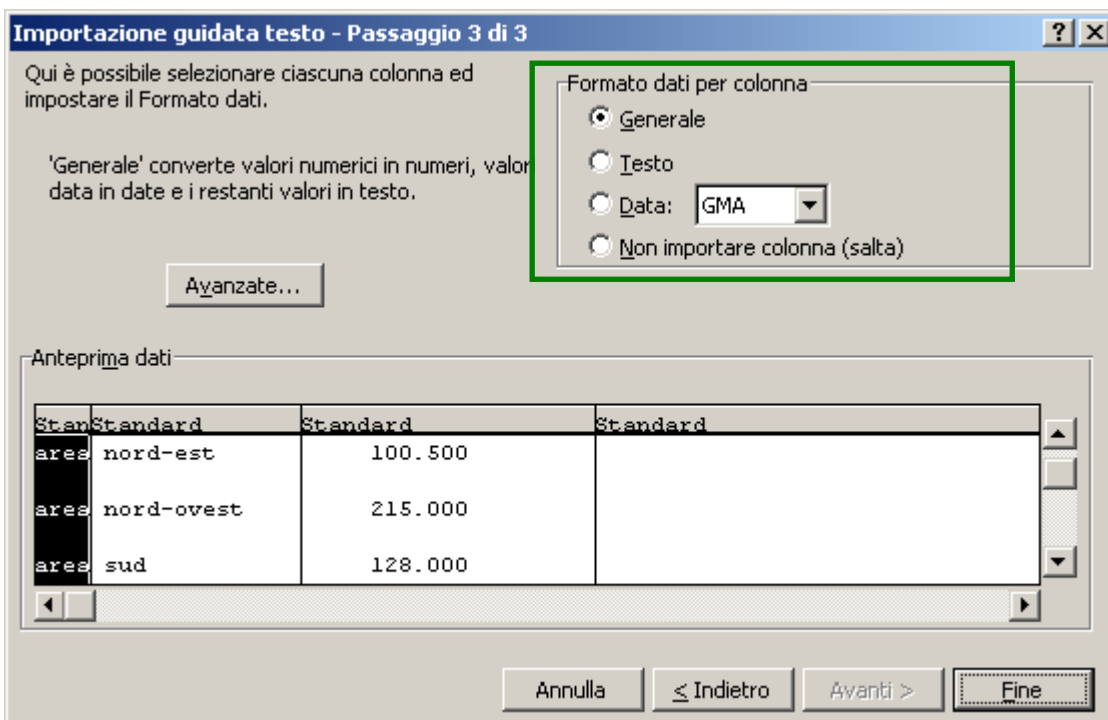 Importazione guidata testo - Passaggio 3 di 3
Qui è possibile selezionare ciascuna colonna ed
impostare il Formato dati.
'Generale' converte valori numerici in numeri, valor
data in date e i restanti valori in testo.
Avanzate...
Formato dati per colonna
Generale
Testo
Data: GMA
Non importare colonna (salta)
Anteprima dati
Stan Standard Standard Standard
area nord-est 100.500
area nord-ovest 215.000
area sud 128.000
Annulla < Indietro Avanti > Fine